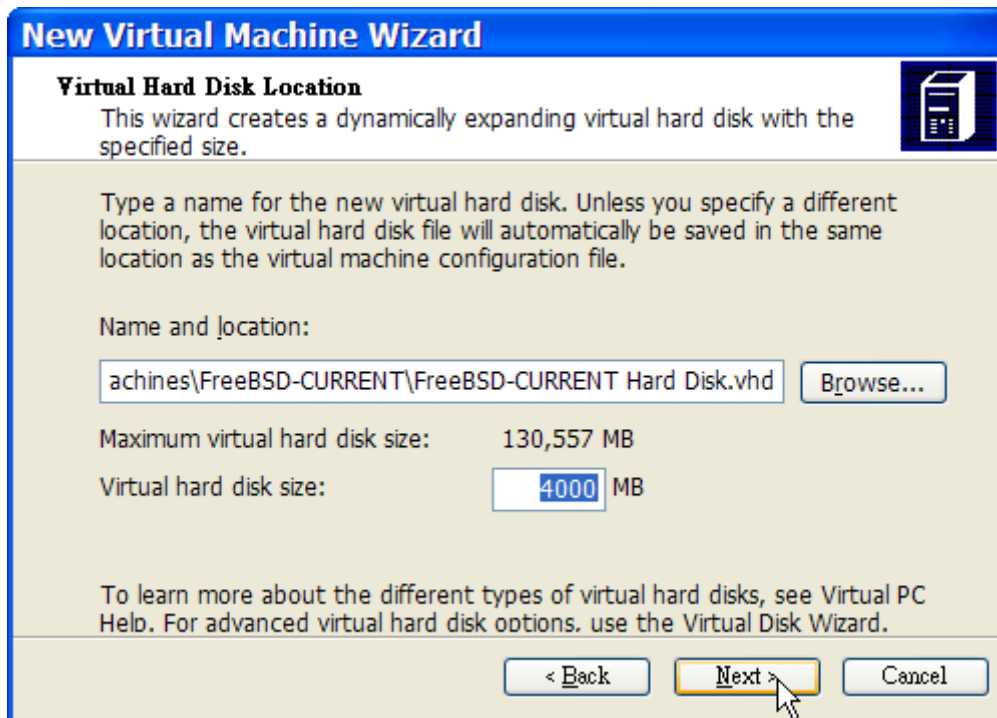 New Virtual Machine Wizard
Virtual Hard Disk Location
This wizard creates a dynamically expanding virtual hard disk with the
specified size.
Type a name for the new virtual hard disk. Unless you specify a different
location, the virtual hard disk file will automatically be saved in the same
location as the virtual machine configuration file.
Name and location:
achines\FreeBSD-CURRENT\FreeBSD-CURRENT Hard Disk.vhd Browse...
Maximum virtual hard disk size: 130,557 MB
Virtual hard disk size: 4000 MB
To learn more about the different types of virtual hard disks, see Virtual PC
Help. For advanced virtual hard disk options, use the Virtual Disk Wizard.
< Back Next > Cancel